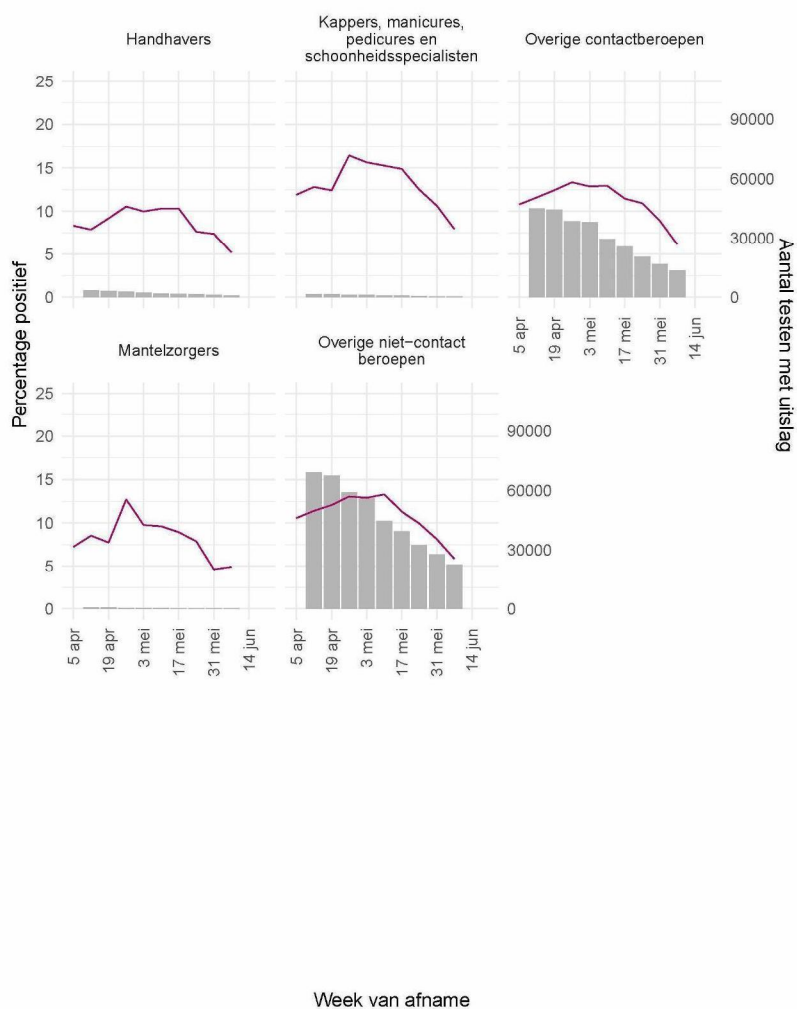 Handhavers
Kappers, manicures,
pedicures en
schoonheidsspecialisten
Overige contactberoepen
25
20
15
10
5
0
90000
60000
30000
0
5 apr
19 apr
3 mei
17 mei
31 mei
14 jun
Percentage positief
Aantal testen met uitslag
Mantelzorgers
Overige niet−contact
beroepen
25
20
15
10
5
0
90000
60000
30000
0
5 apr
19 apr
3 mei
17 mei
31 mei
14 jun
5 apr
19 apr
3 mei
17 mei
31 mei
14 jun
Week van afname